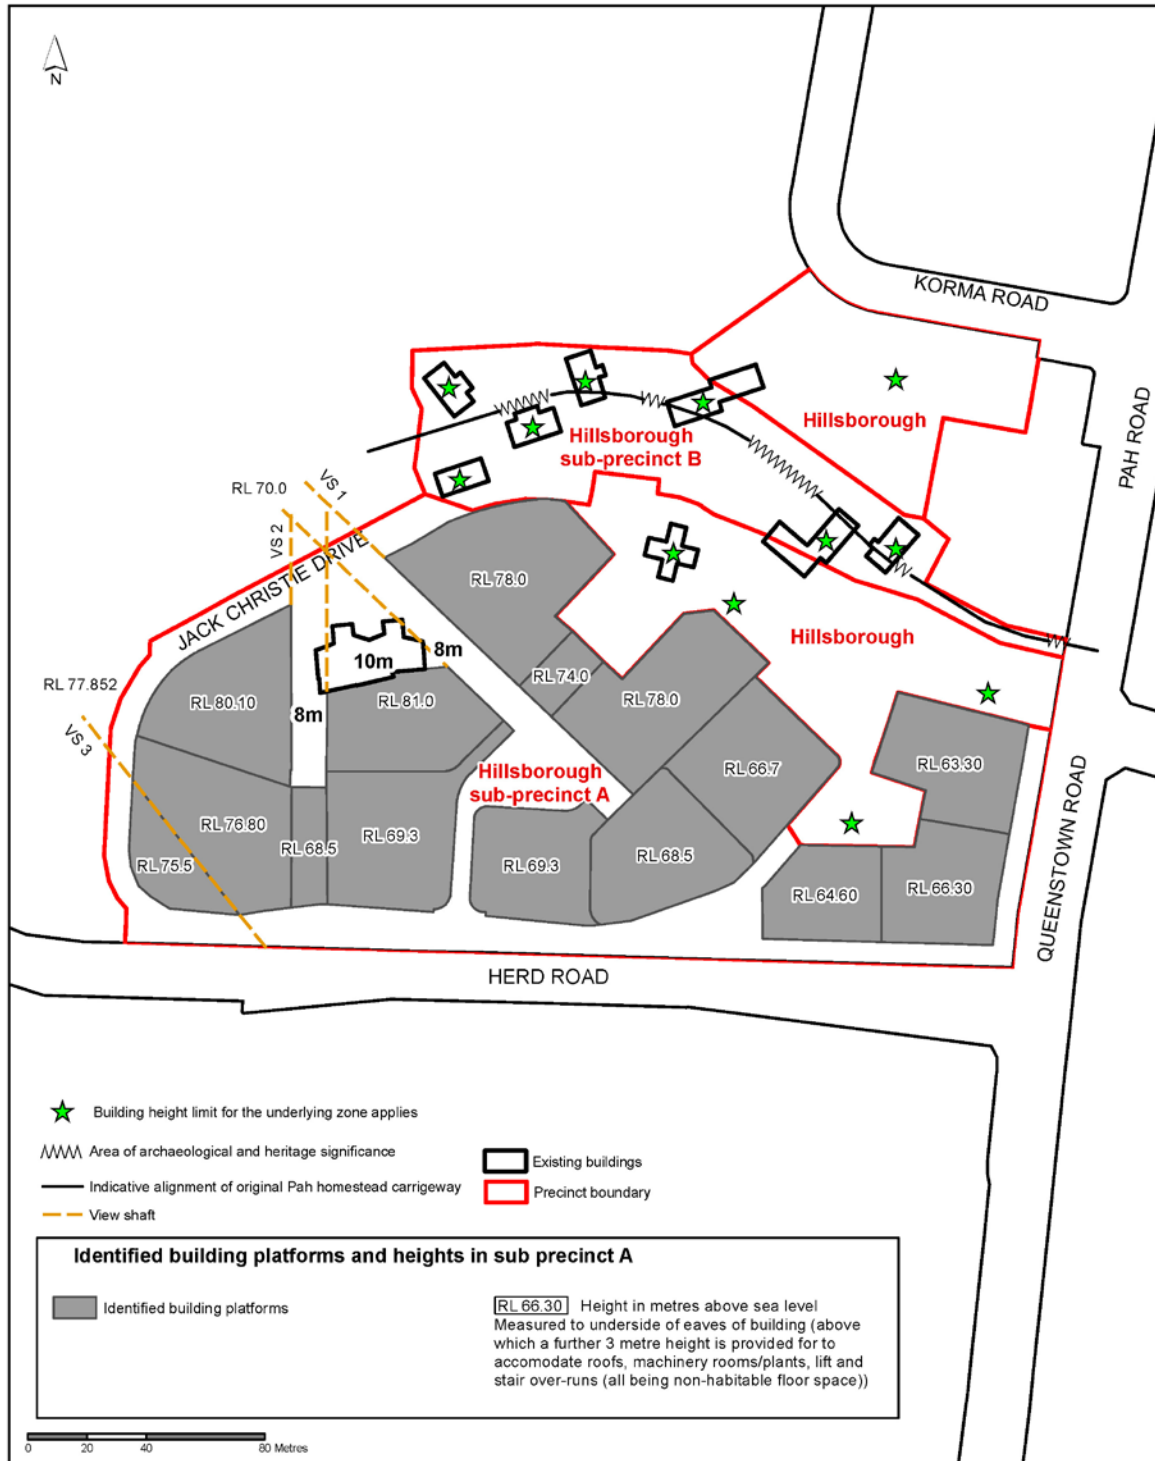 N
KORMA ROAD
PAH ROAD
Hillsborough
Hillsborough
sub-precinct B
VS 1
RL 70.0
VS 2
JACK CHRISTIE DRIVE
RL 78.0
Hillsborough
10m
8m
RL 74.0
RL 77.852
RL 80.10
RL 81.0
RL 78.0
8m
VS 3
Hillsborough
sub-precinct A
RL 66.7
RL 63.30
QUEENSTOWN ROAD
RL 76.80
RL 68.5
RL 69.3
RL 75.5
RL 69.3
RL 68.5
RL 64.60
RL 66.30
HERD ROAD
Building height limit for the underlying zone applies
Area of archaeological and heritage significance
Existing buildings
Indicative alignment of original Pah homestead carrigeway
Precinct boundary
View shaft
Identified building platforms and heights in sub precinct A
Identified building platforms
RL 66.30 Height in metres above sea level
Measured to underside of eaves of building (above
which a further 3 metre height is provided for to
accomodate roofs, machinery rooms/plants, lift and
stair over-runs (all being non-habitable floor space))
0 20 40 80 Metres